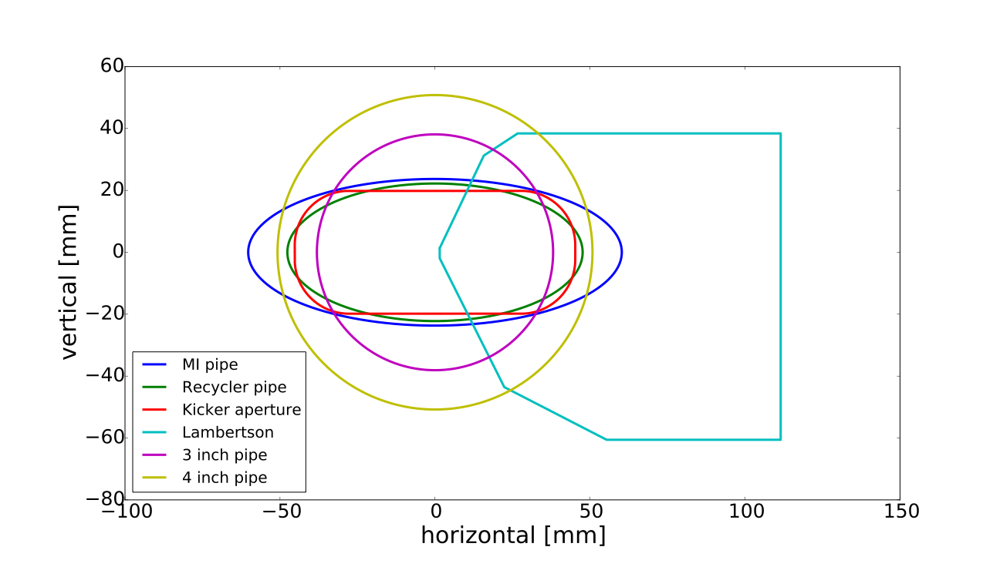 60
40
20
0
−20
−40
−60
−80
vertical [mm]
MI pipe
Recycler pipe
Kicker aperture
Lambertson
3 inch pipe
4 inch pipe
−100 −50 0 50 100 150
horizontal [mm]